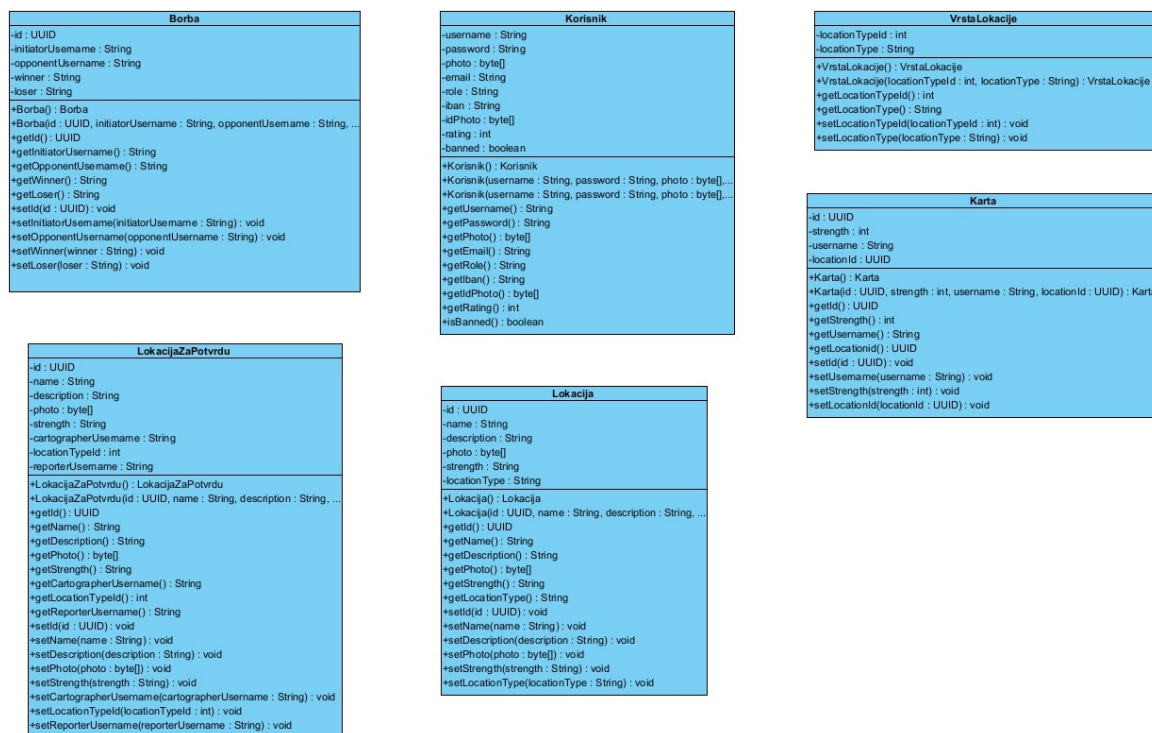 Borba
-id : UUID
-initiatorUsername : String
-opponentUsername : String
-winner : String
-loser : String
+Borba() : Borba
+Borba(id : UUID, initiatorUsername : String, opponentUsername : String, ...
+getId() : UUID
+getInitiatorUsername() : String
+getOpponentUsername() : String
+getWinner() : String
+getLoser() : String
+setId(id : UUID) : void
+setInitiatorUsername(initiatorUsername : String) : void
+setOpponentUsername(opponentUsername : String) : void
+setWinner(winner : String) : void
+setLoser(loser : String) : void
Korisnik
-username : String
-password : String
-photo : byte[]
-email : String
-role : String
-iban : String
-idPhoto : byte[]
-rating : int
-banned : boolean
+Korisnik() : Korisnik
+Korisnik(username : String, password : String, photo : byte[],...
+Korisnik(username : String, password : String, photo : byte[],...
+getUsername() : String
+getPassword() : String
+getPhoto() : byte[]
+getEmail() : String
+getRole() : String
+getIban() : String
+getIdPhoto() : byte[]
+getRating() : int
+isBanned() : boolean
VrstaLokacije
-locationTypeId : int
-locationType : String
+VrstaLokacije() : VrstaLokacije
+VrstaLokacije(locationTypeId : int, locationType : String) : VrstaLokacije
+getLocationTypeId() : int
+getLocationType() : String
+setLocationTypeId(locationTypeId : int) : void
+setLocationType(locationType : String) : void
Karta
-id : UUID
-strength : int
-username : String
-locationId : UUID
+Karta() : Karta
+Karta(id : UUID, strength : int, username : String, locationId : UUID) : Karta
+getId() : UUID
+getStrength() : int
+getUsername() : String
+getLocationid() : UUID
+setId(id : UUID) : void
+setUsername(username : String) : void
+setStrength(strength : int) : void
+setLocationId(locationId : UUID) : void
LokacijaZaPotvrdu
-id : UUID
-name : String
-description : String
-photo : byte[]
-strength : String
-cartographerUsername : String
-locationTypeId : int
-reporterUsername : String
+LokacijaZaPotvrdu() : LokacijaZaPotvrdu
+LokacijaZaPotvrdu(id : UUID, name : String, description : String, ...
+getId() : UUID
+getName() : String
+getDescription() : String
+getPhoto() : byte[]
+getStrength() : String
+getCartographerUsername() : String
+getLocationTypeId() : int
+getReporterUsername() : String
+setId(id : UUID) : void
+setName(name : String) : void
+setDescription(description : String) : void
+setPhoto(photo : byte[]) : void
+setStrength(strength : String) : void
+setCartographerUsername(cartographerUsername : String) : void
+setLocationTypeId(locationTypeId : int) : void
+setReporterUsername(reporterUsername : String) : void
Lokacija
-id : UUID
-name : String
-description : String
-photo : byte[]
-strength : String
-locationType : String
+Lokacija() : Lokacija
+Lokacija(id : UUID, name : String, description : String, ...
+getId() : UUID
+getName() : String
+getDescription() : String
+getPhoto() : byte[]
+getStrength() : String
+getLocationType() : String
+setId(id : UUID) : void
+setName(name : String) : void
+setDescription(description : String) : void
+setPhoto(photo : byte[]) : void
+setStrength(strength : String) : void
+setLocationType(locationType : String) : void